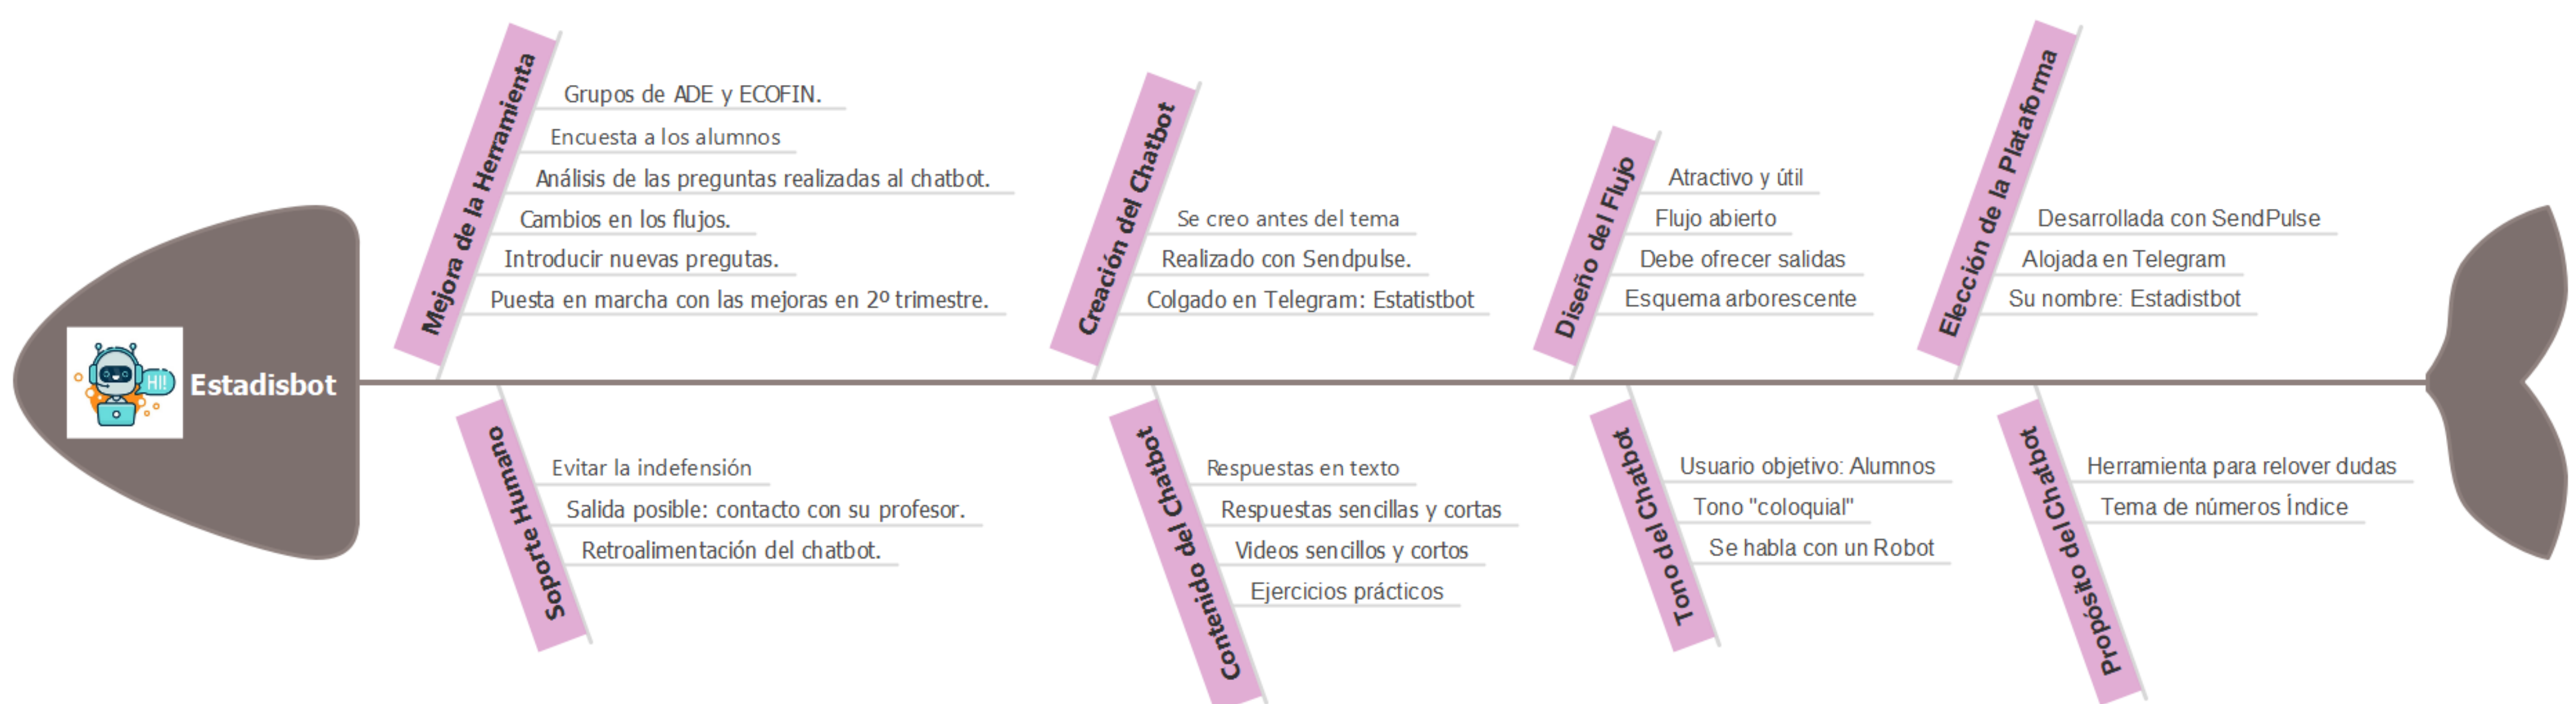 Mejora de la Herramienta
Grupos de ADE y ECOFIN.
Encuesta a los alumnos
Análisis de las preguntas realizadas al chatbot.
Cambios en los flujos.
Introducir nuevas pregutas.
Puesta en marcha con las mejoras en 2º trimestre.
Creación del Chatbot
Se creo antes del tema
Realizado con Sendpulse.
Colgado en Telegram: Estatistbot
Diseño del Flujo
Atractivo y útil
Flujo abierto
Debe ofrecer salidas
Esquema arborescente
Elección de la Plataforma
Desarrollada con SendPulse
Alojada en Telegram
Su nombre: Estadistbot
HI!
Estadisbot
Soporte Humano
Evitar la indefensión
Salida posible: contacto con su profesor.
Retroalimentación del chatbot.
Contenido del Chatbot
Respuestas en texto
Respuestas sencillas y cortas
Videos sencillos y cortos
Ejercicios prácticos
Tono del Chatbot
Usuario objetivo: Alumnos
Tono "coloquial"
Se habla con un Robot
Propósito del Chatbot
Herramienta para relover dudas
Tema de números Índice